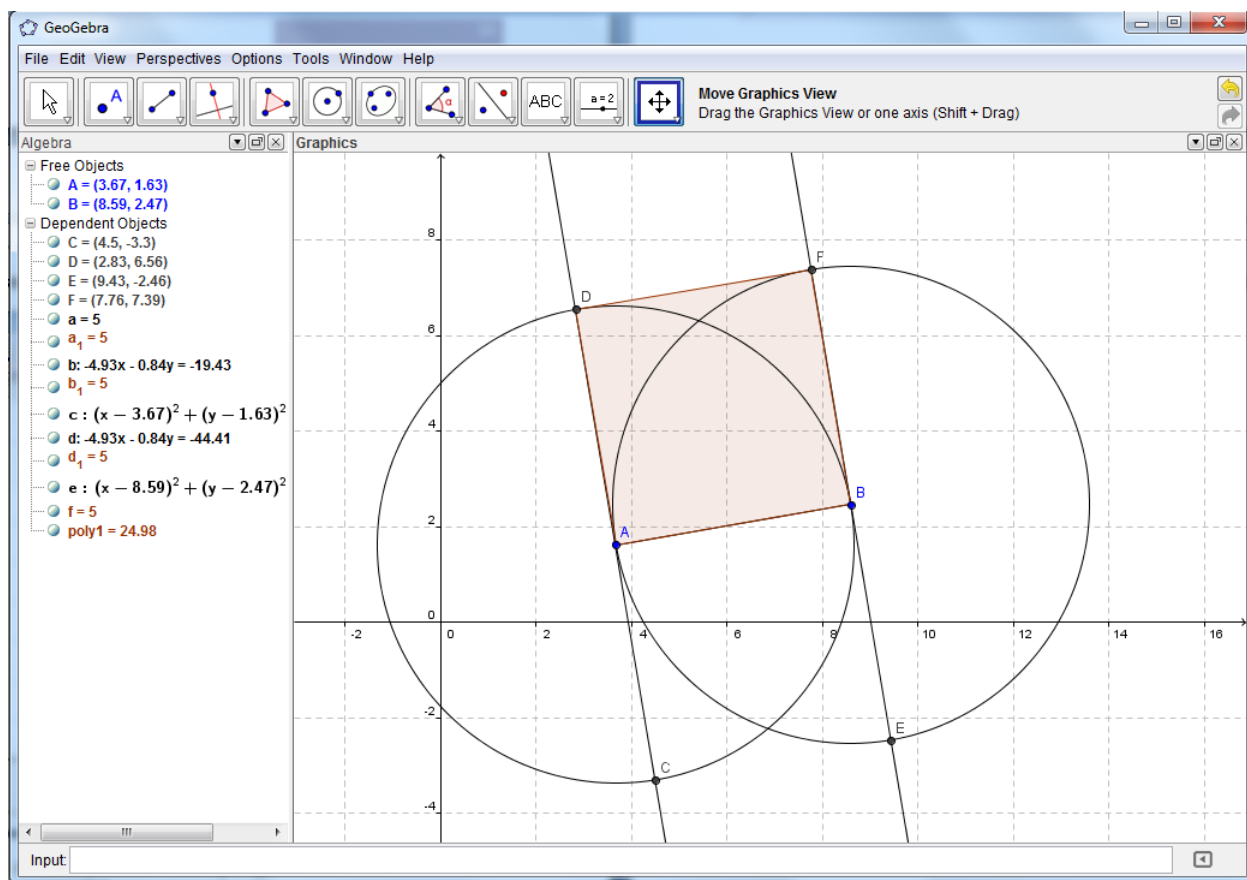 GeoGebra
File Edit View Perspectives Options Tools Window Help
A
α
ABC
a=2
Move Graphics View
Drag the Graphics View or one axis (Shift + Drag)
Algebra
Graphics
Free Objects
A = (3.67, 1.63)
B = (8.59, 2.47)
Dependent Objects
C = (4.5, -3.3)
D = (2.83, 6.56)
E = (9.43, -2.46)
F = (7.76, 7.39)
a = 5
a₁ = 5
b: -4.93x - 0.84y = -19.43
b₁ = 5
c : (x − 3.67)² + (y − 1.63)²
d: -4.93x - 0.84y = -44.41
d₁ = 5
e : (x − 8.59)² + (y − 2.47)²
f = 5
poly1 = 24.98
8
F
D
6
4
B
2
A
0
-2 0 2 4 6 8 10 12 14 16
-2
E
C
-4
Input: